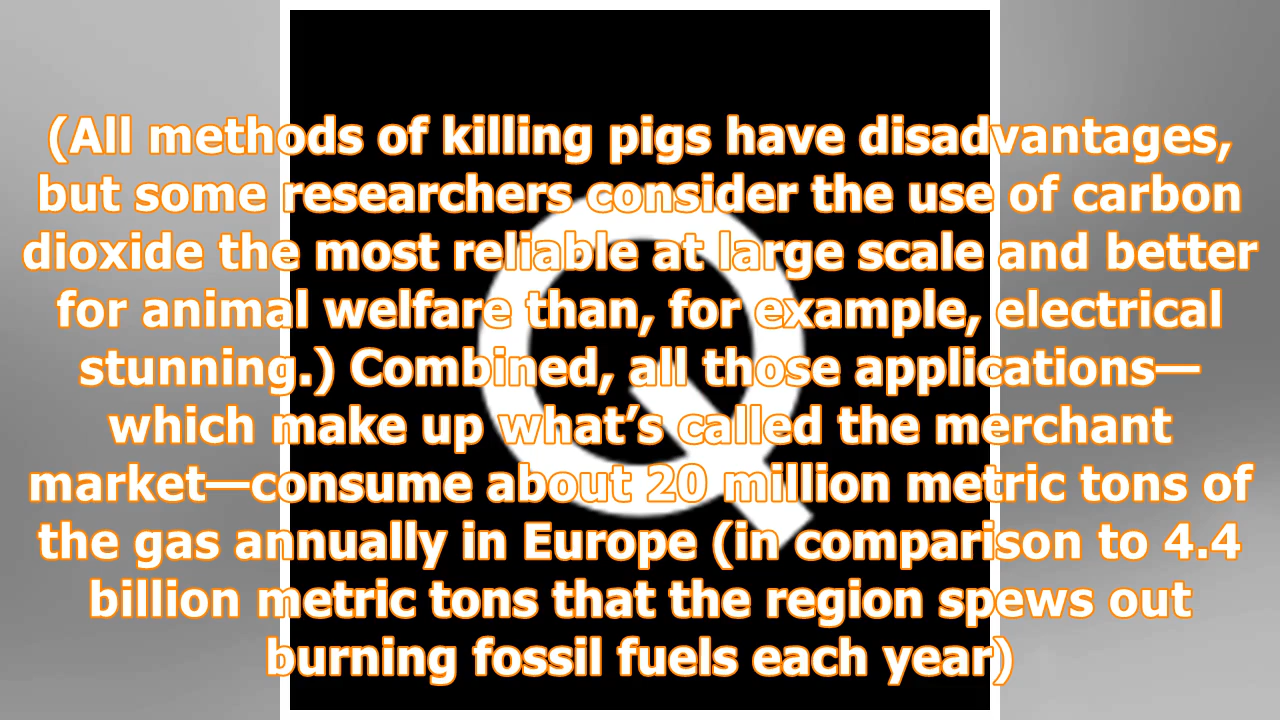 (All methods of killing pigs have disadvantages,
but some researchers consider the use of carbon
dioxide the most reliable at large scale and better
for animal welfare than, for example, electrical
stunning.) Combined, all those applications—
which make up what’s called the merchant
market—consume about 20 million metric tons of
the gas annually in Europe (in comparison to 4.4
billion metric tons that the region spews out
burning fossil fuels each year)
Q